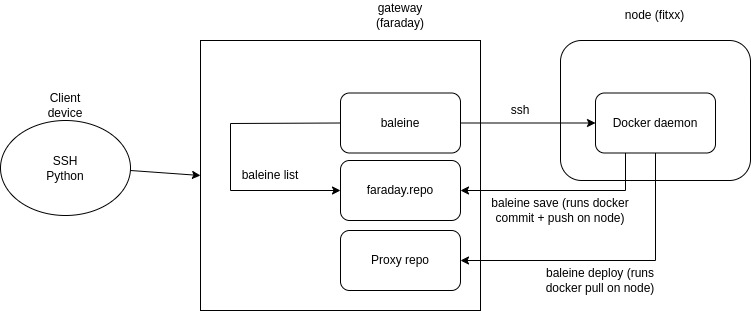 gateway
(faraday)
node (fitxx)
Client
device
SSH
Python
baleine
ssh
Docker daemon
baleine list
faraday.repo
baleine save (runs docker
commit + push on node)
Proxy repo
baleine deploy (runs
docker pull on node)